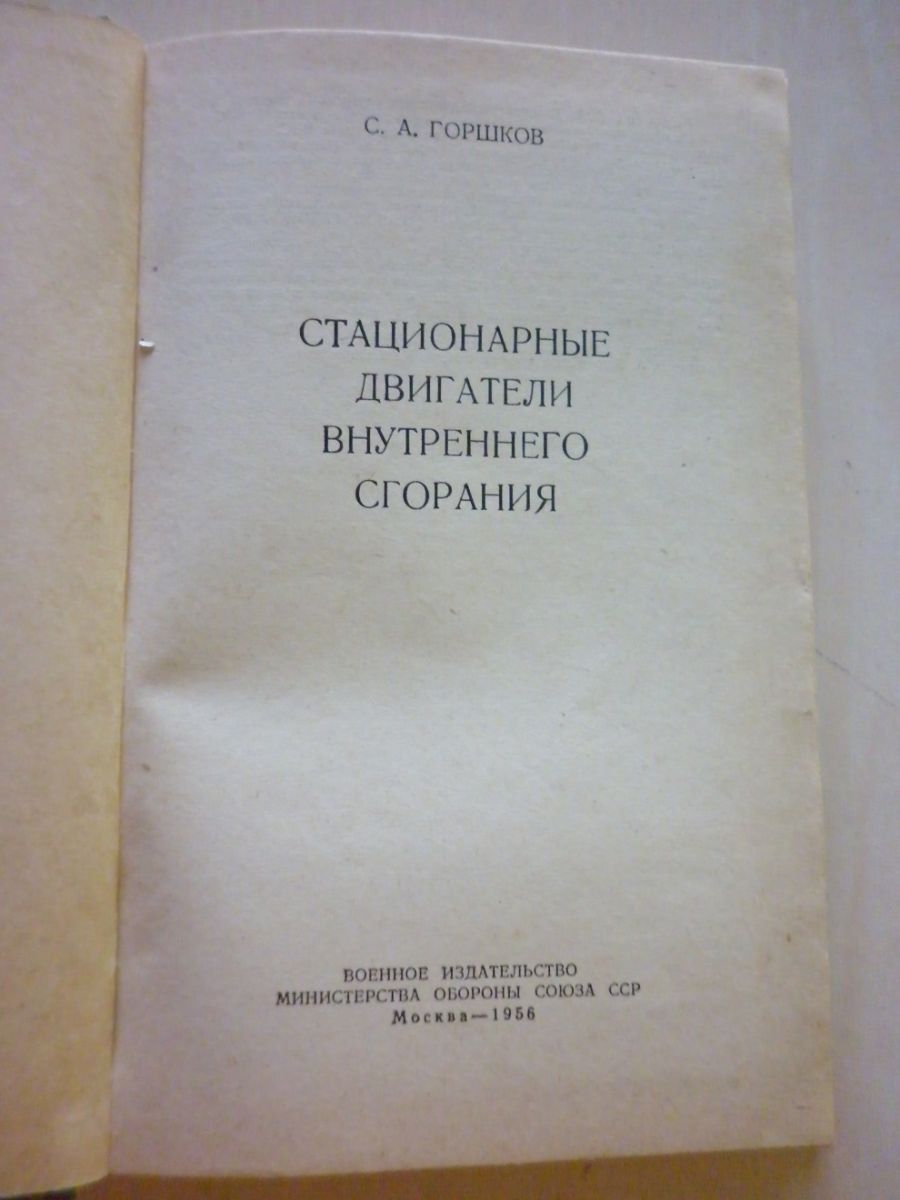 С. А. ГОРШКОВ
СТАЦИОНАРНЫЕ
ДВИГАТЕЛИ
ВНУТРЕННЕГО
СГОРАНИЯ
ВОЕННОЕ ИЗДАТЕЛЬСТВО
МИНИСТЕРСТВА ОБОРОНЫ СОЮЗА ССР
Москва—1956